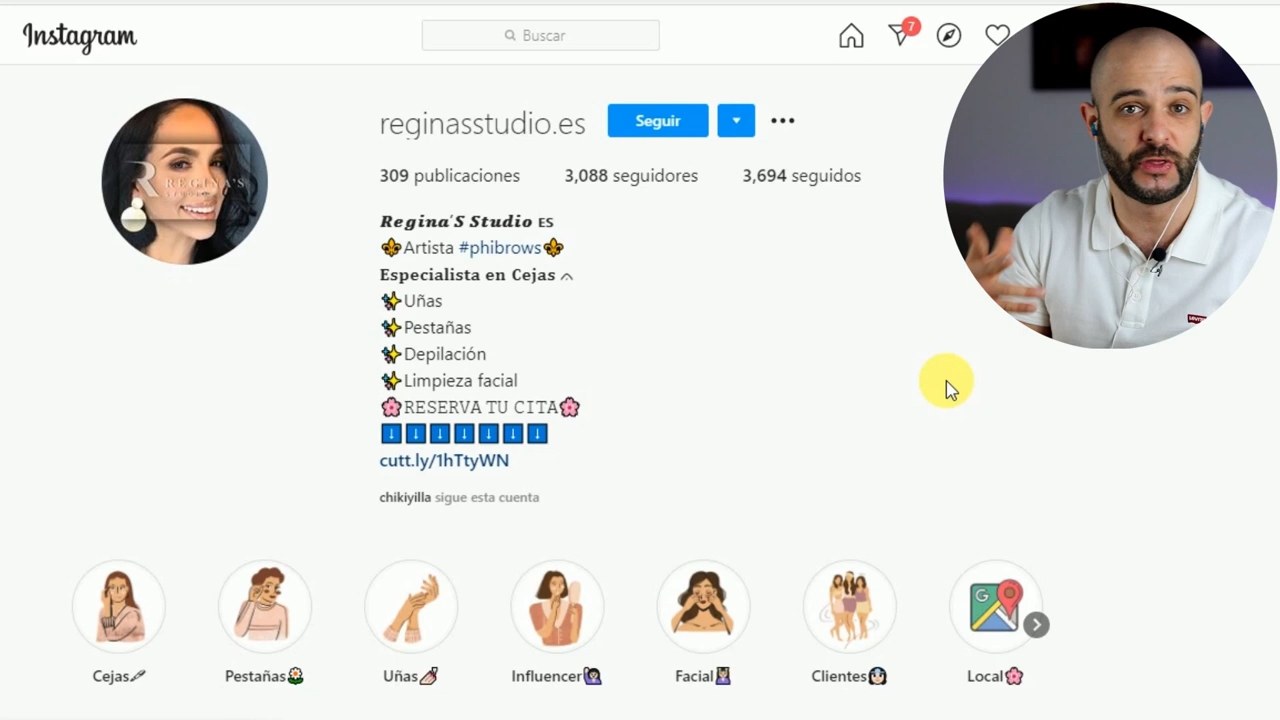 Instagram
Buscar
7
reginasstudio.es
Seguir
309 publicaciones
3,088 seguidores
3,694 seguidos
REGINA'S
Regina'S Studio ES
⚜️Artista #phibrows⚜️
Especialista en Cejas ෴
✨Uñas
✨Pestañas
✨Depilación
✨Limpieza facial
🌸RESERVA TU CITA🌸
⬇️⬇️⬇️⬇️⬇️⬇️⬇️
cutt.ly/1hTtyWN
chikiyilla sigue esta cuenta
G
Cejas
Pestañas
Uñas💅
Influencer
Facial
Clientes
Local🌸